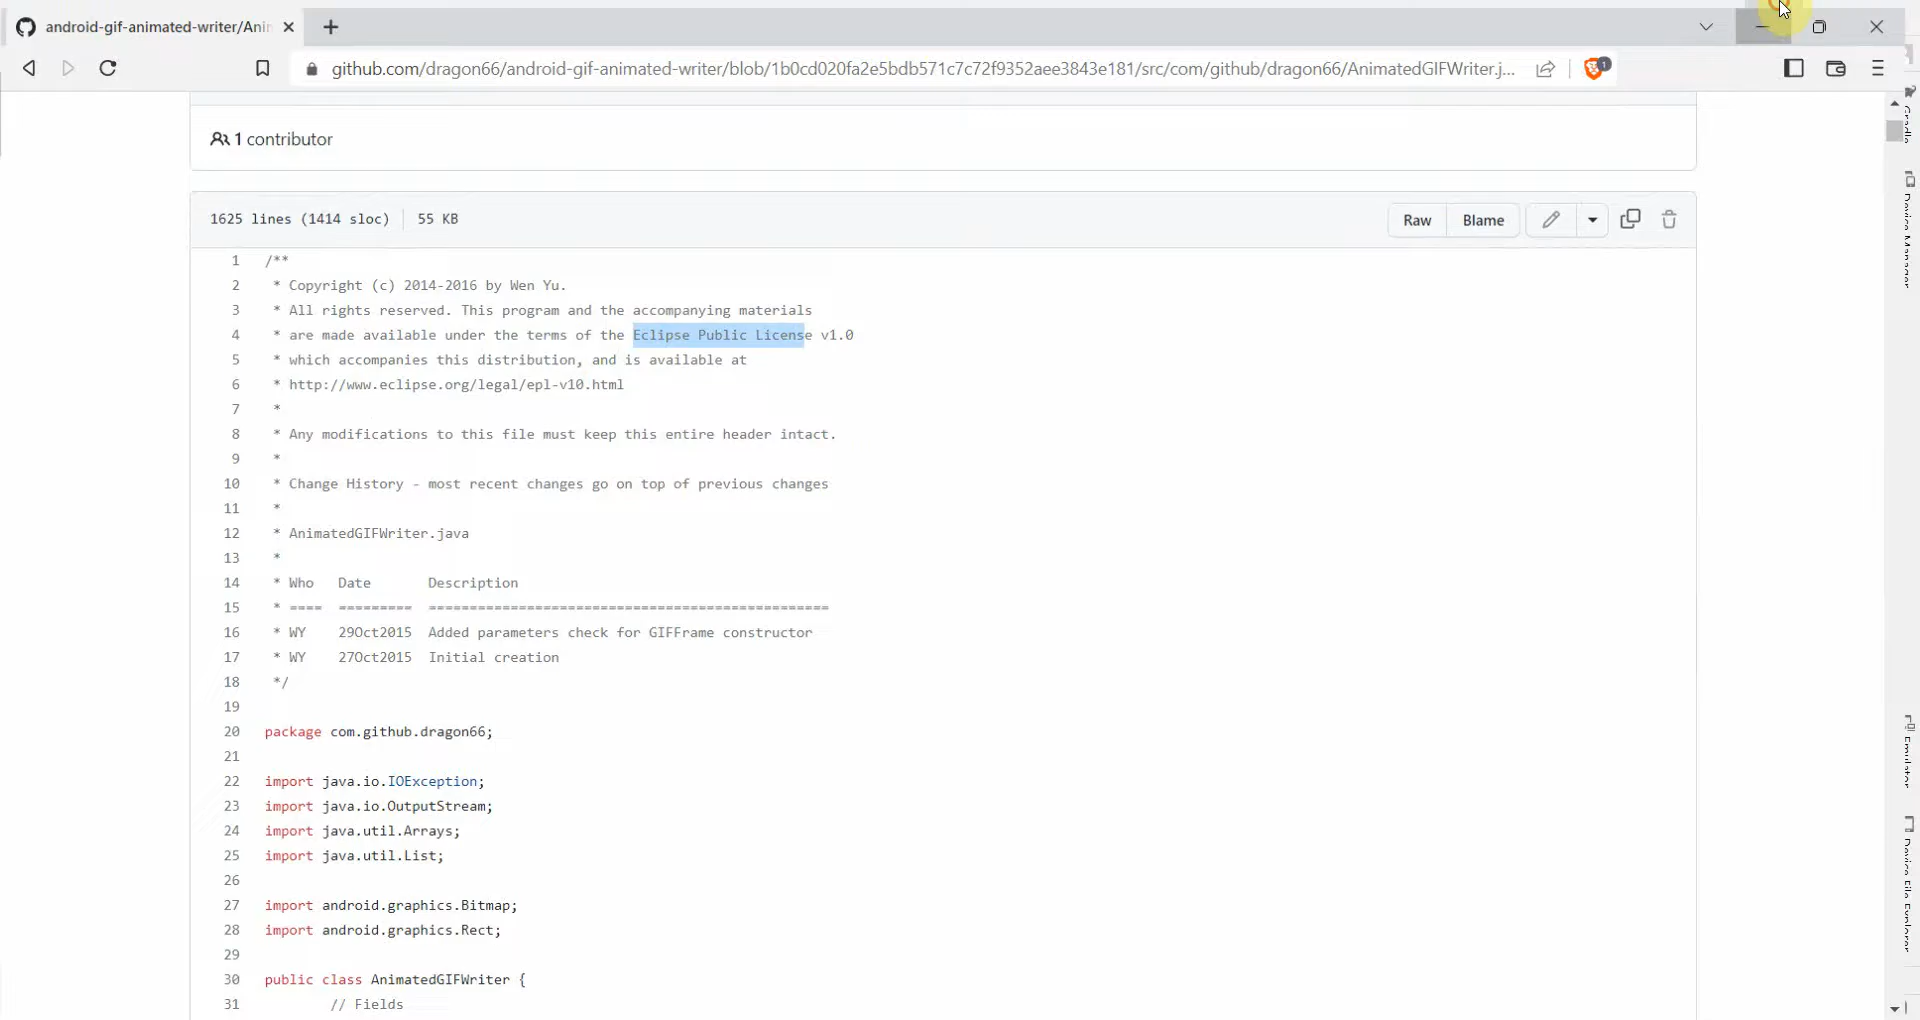 android-gif-animated-writer/Ani
github.com/dragon66/android-gif-animated-writer/blob/1b0cd020fa2e5bdb571c7c72f9352aee3843e181/src/com/github/dragon66/AnimatedGIFWriter.j...
1
1 contributor
1625 lines (1414 sloc) 55 KB
Raw Blame
1 /**
2 * Copyright (c) 2014-2016 by Wen Yu.
3 * All rights reserved. This program and the accompanying materials
4 * are made available under the terms of the Eclipse Public License v1.0
5 * which accompanies this distribution, and is available at
6 * http://www.eclipse.org/legal/epl-v10.html
7 *
8 * Any modifications to this file must keep this entire header intact.
9 *
10 * Change History - most recent changes go on top of previous changes
11 *
12 * AnimatedGIFWriter.java
13 *
14 * Who Date Description
15 * ==== ========= =================================================
16 * WY 29Oct2015 Added parameters check for GIFFrame constructor
17 * WY 27Oct2015 Initial creation
18 */
19
20 package com.github.dragon66;
21
22 import java.io.IOException;
23 import java.io.OutputStream;
24 import java.util.Arrays;
25 import java.util.List;
26
27 import android.graphics.Bitmap;
28 import android.graphics.Rect;
29
30 public class AnimatedGIFWriter {
31 // Fields
Gradle
Device Manager
Emulator
Device File Explorer